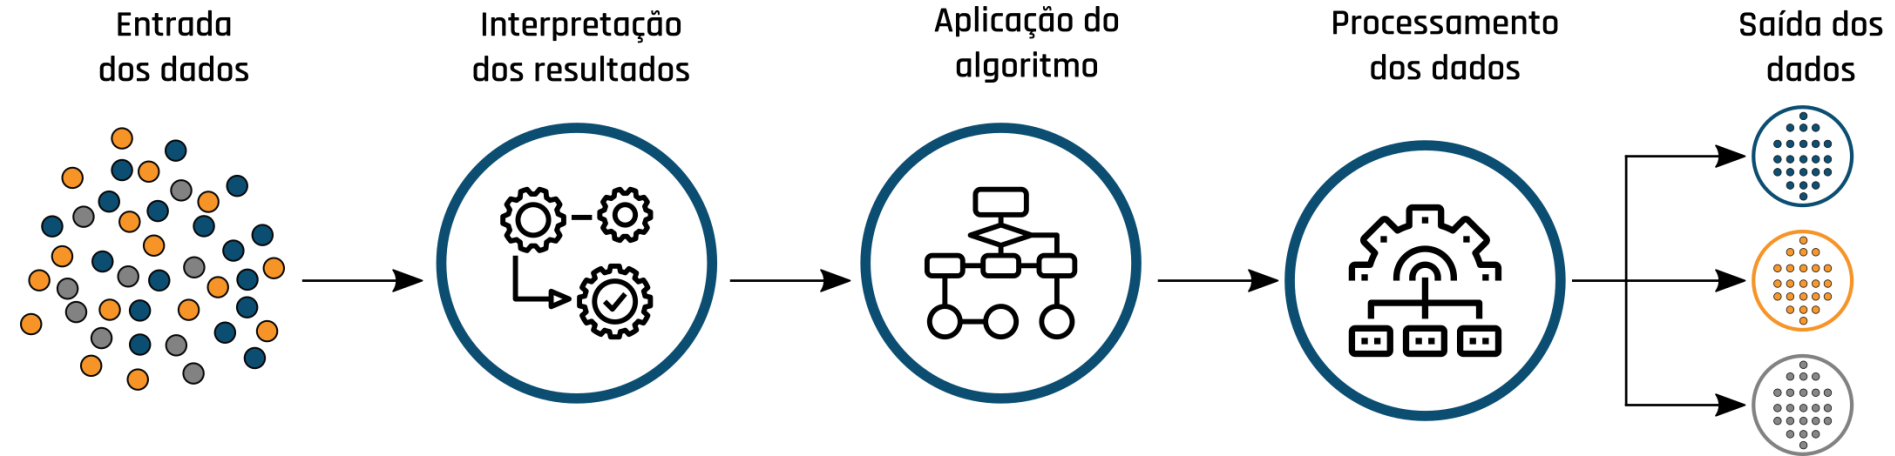 Entrada
dos dados
Interpretação
dos resultados
Aplicação do
algoritmo
Processamento
dos dados
Saída dos
dados